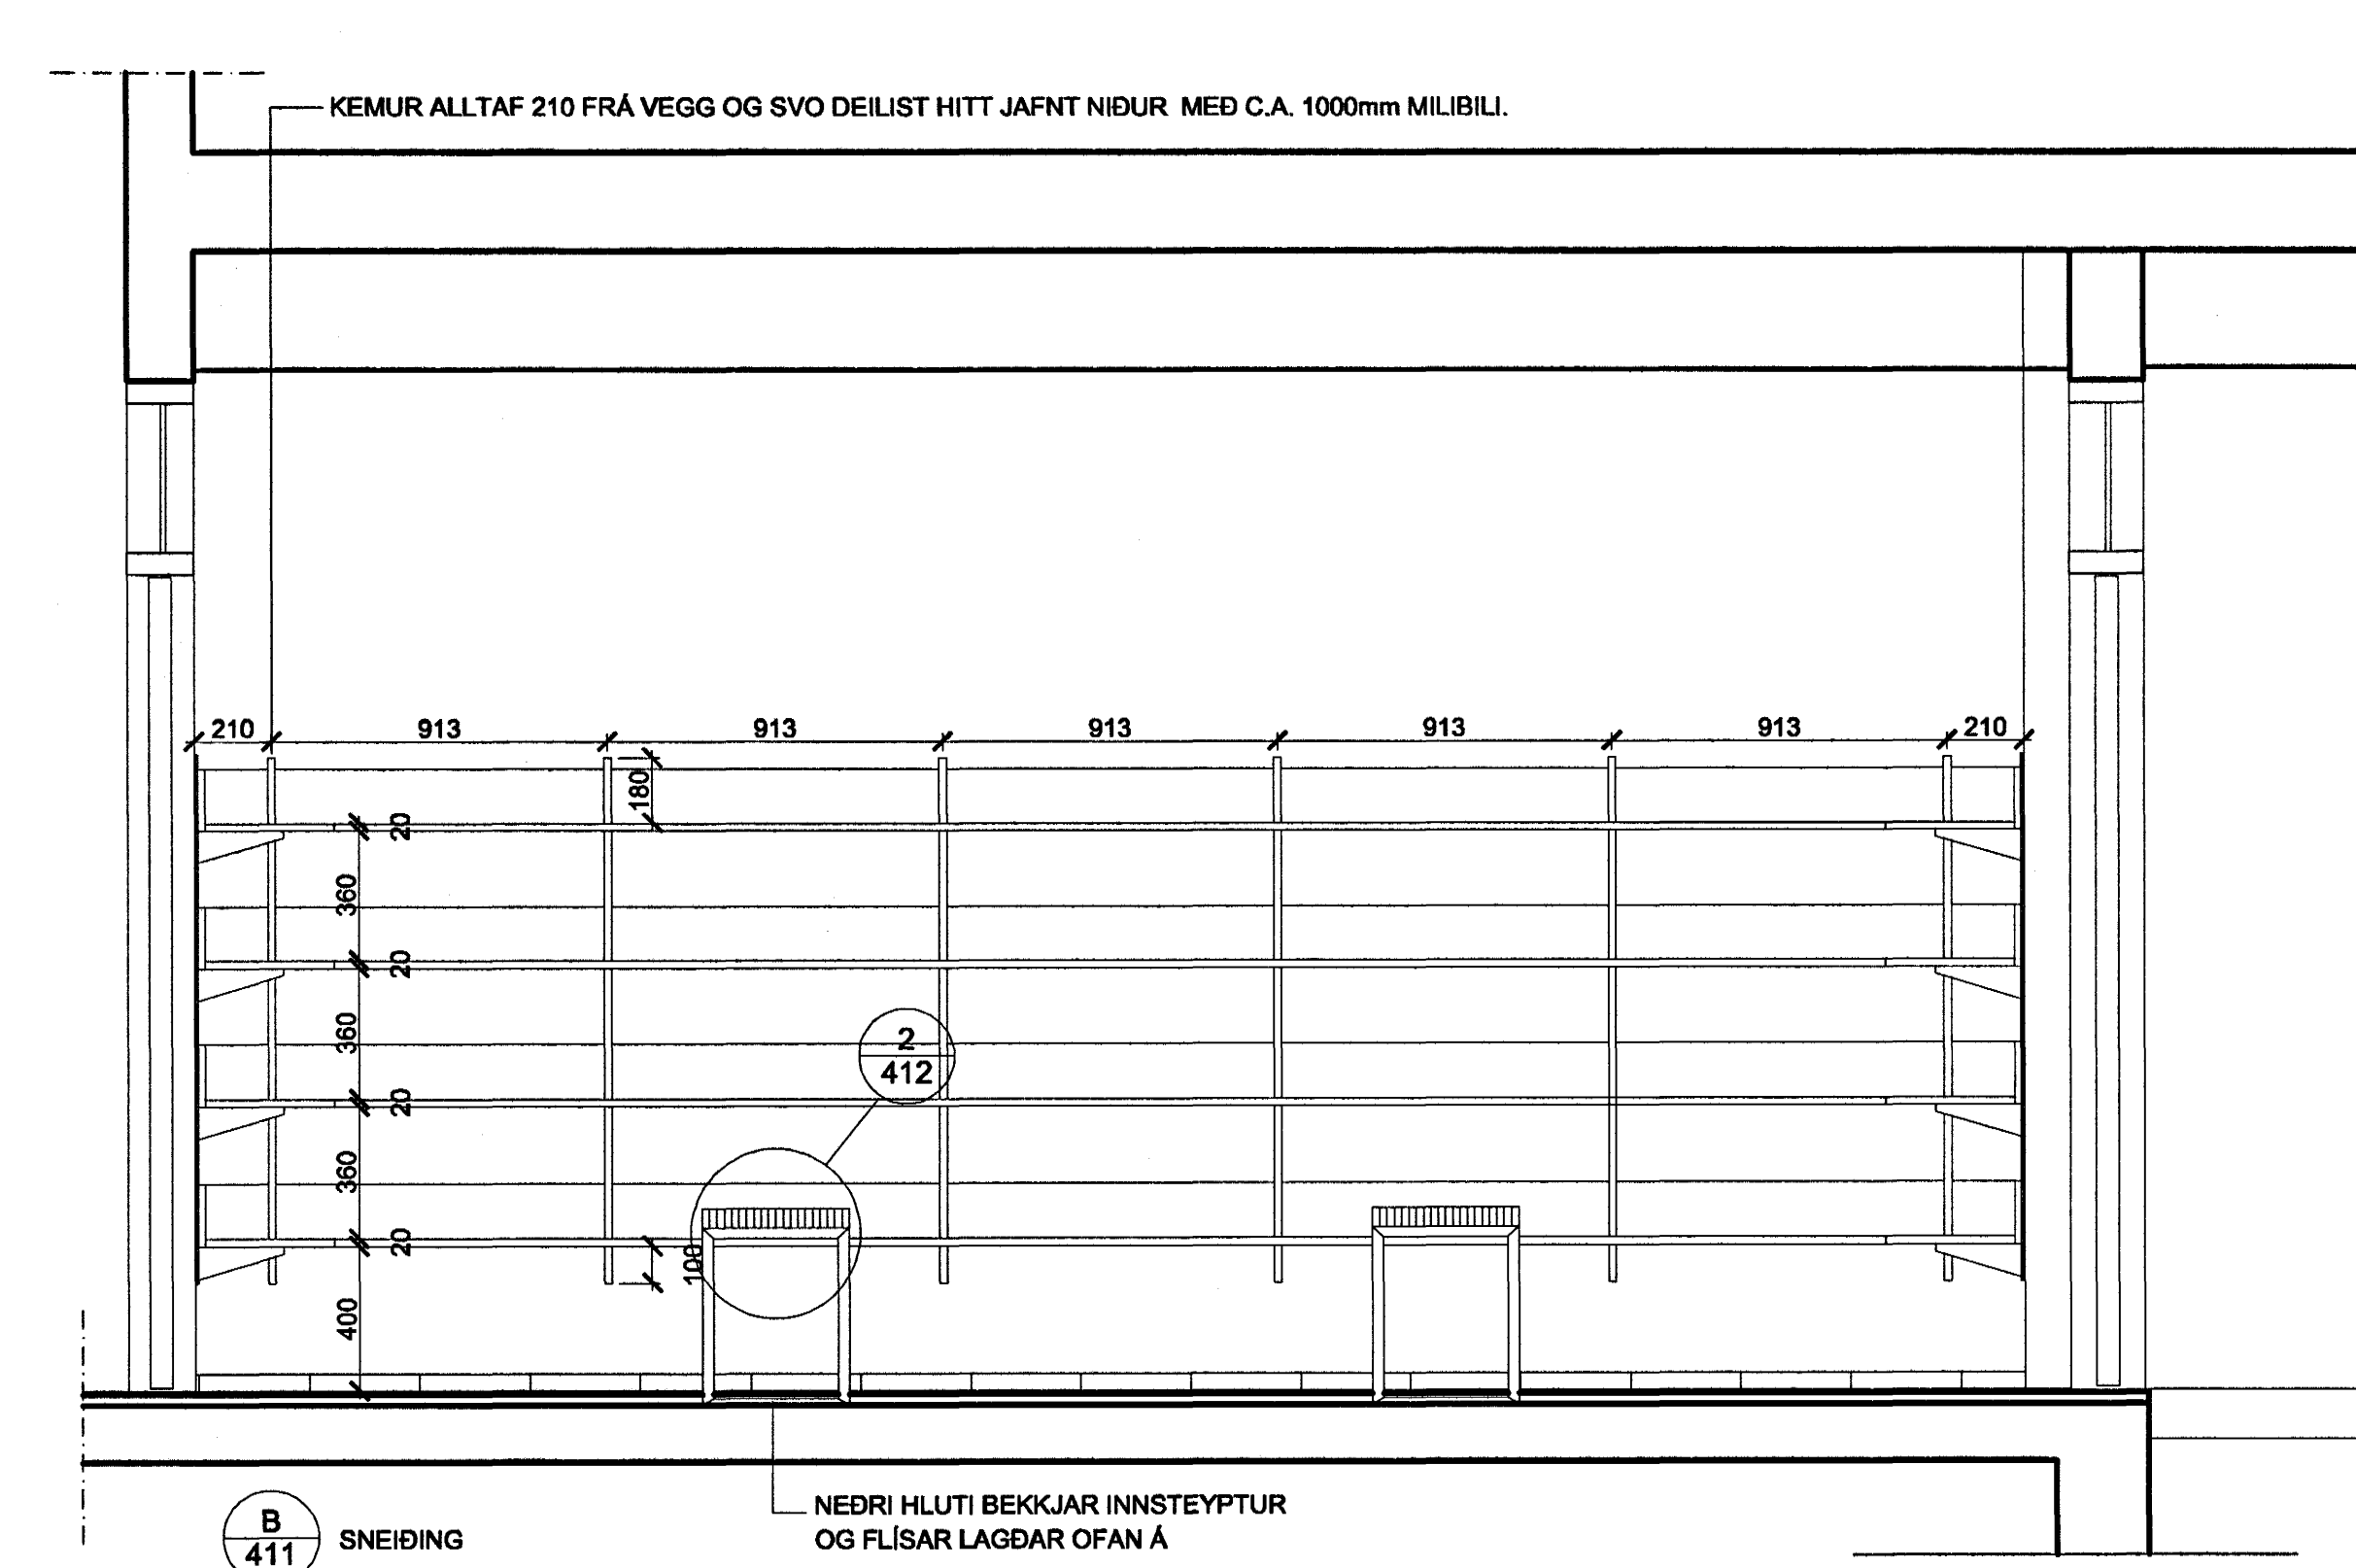 KEMUR ALLTAF 210 FRÁ VEGG OG SVO DEILIST HITT JAFNT NIÐUR MEÐ C.A. 1000mm MILIBILI.
210 913 913 913 913 913 210
180
20
360
20
360
2
412
20
360
20
100
400
NEÐRI HLUTI BEKKJAR INNSTEYPTUR
OG FLÍSAR LAGÐAR OFAN Á
B
411
SNEIÐING